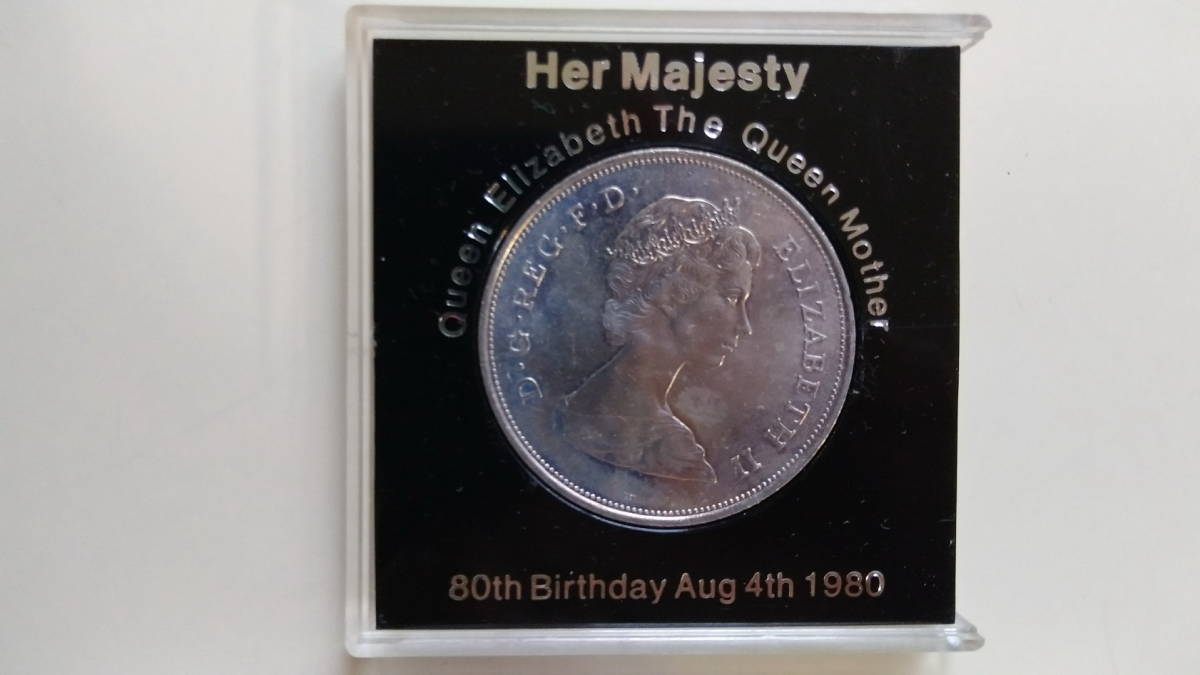 Her Majesty
Queen Elizabeth The Queen Mother
D·G·REG·F·D·
ELIZABETH II
80th Birthday Aug 4th 1980